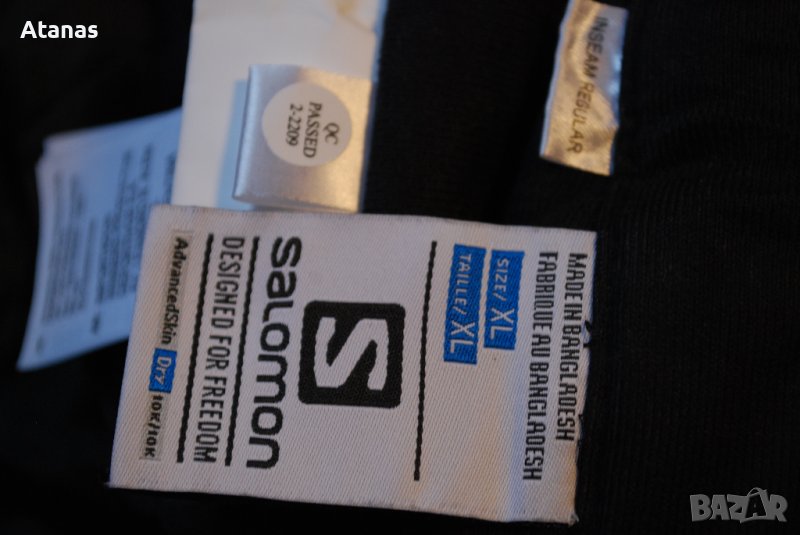 Atanas
QC
PASSED
2-2209
INSEAM REGULAR
MADE IN BANGLADESH
FABRIQUE AU BANGLADESH
SIZE/ XL
TAILLE/ XL
S
salomon
DESIGNED FOR FREEDOM
AdvancedSkin Dry 10K/10K
BAZAR